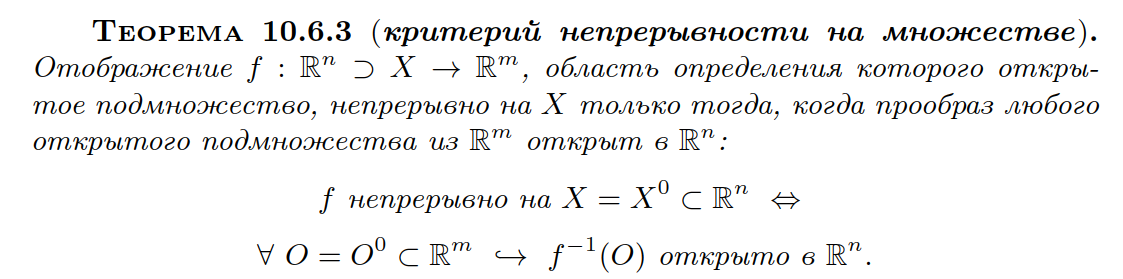 Теорема 10.6.3 (критерий непрерывности на множестве).
Отображение f : ℝⁿ ⊃ X → ℝᵐ, область определения которого откры-
тое подмножество, непрерывно на X только тогда, когда прообраз любого
открытого подмножества из ℝᵐ открыт в ℝⁿ:
f непрерывно на X = X⁰ ⊂ ℝⁿ ⇔
∀ O = O⁰ ⊂ ℝᵐ ↪ f⁻¹(O) открыто в ℝⁿ.